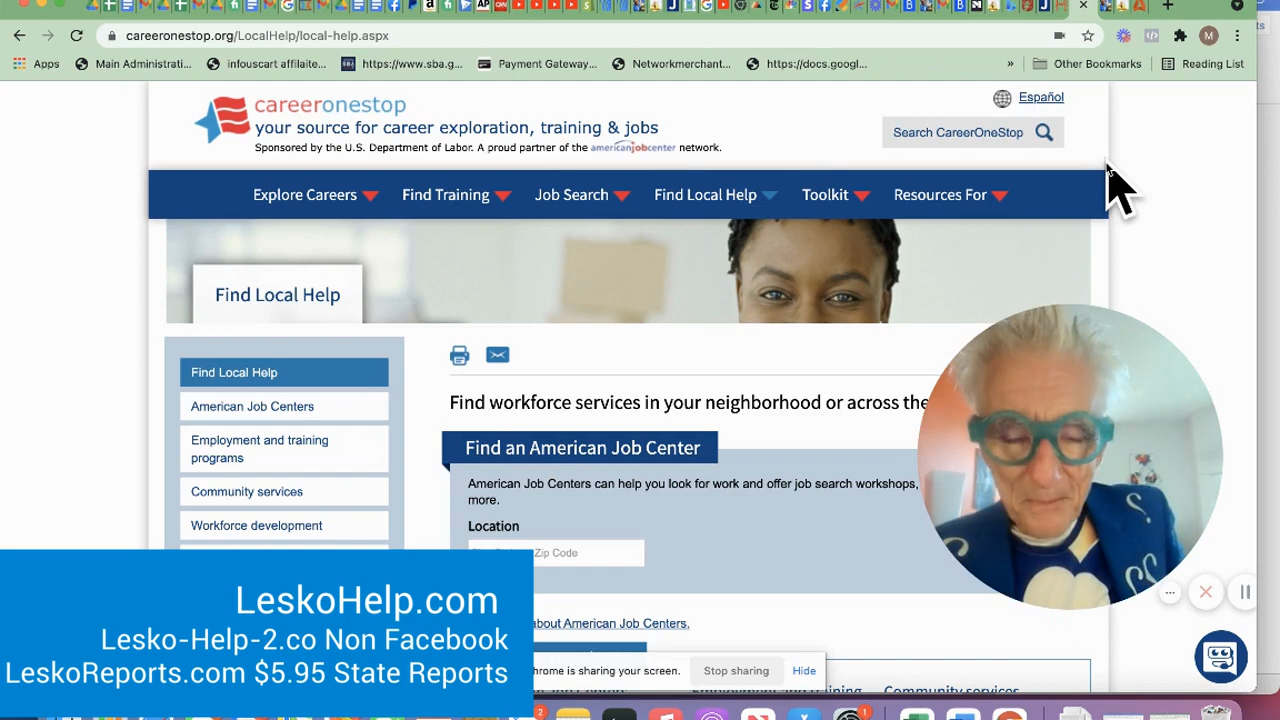 careeronestop.org/LocalHelp/local-help.aspx
M
Apps
Main Administrati...
infouscart affilaite...
https://www.sba.g...
Payment Gateway...
Networkmerchant...
https://docs.googl...
»
Other Bookmarks
Reading List
careeronestop
your source for career exploration, training & jobs
Sponsored by the U.S. Department of Labor. A proud partner of the americanjobcenter network.
Español
Search CareerOneStop
Explore Careers
Find Training
Job Search
Find Local Help
Toolkit
Resources For
Find Local Help
Find Local Help
American Job Centers
Employment and training
programs
Community services
Workforce development
Find workforce services in your neighborhood or across the
Find an American Job Center
American Job Centers can help you look for work and offer job search workshops,
more.
Location
Zip Code
about American Job Centers.
LeskoHelp.com
Lesko-Help-2.co Non Facebook
LeskoReports.com $5.95 State Reports
chrome is sharing your screen.
Stop sharing
Hide
Community services